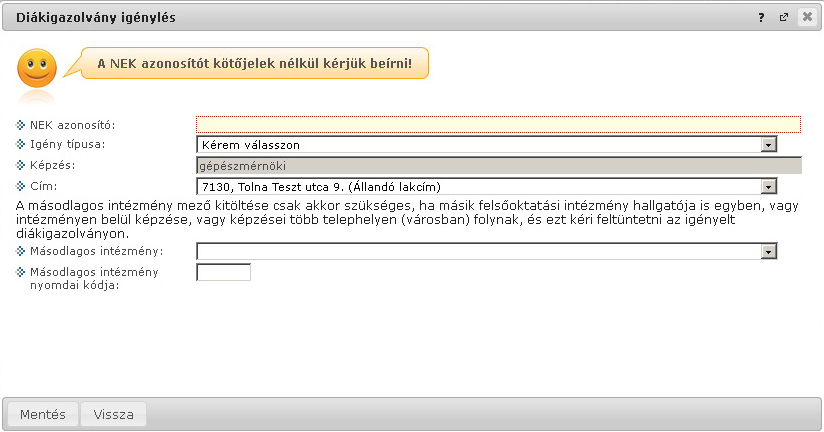 Diákigazolvány igénylés
?
A NEK azonosítót kötőjelek nélkül kérjük beírni!
NEK azonosító:
Igény típusa: Kérem válasszon
Képzés: gépészmérnöki
Cím: 7130, Tolna Teszt utca 9. (Állandó lakcím)
A másodlagos intézmény mező kitöltése csak akkor szükséges, ha másik felsőoktatási intézmény hallgatója is egyben, vagy
intézményen belül képzése, vagy képzései több telephelyen (városban) folynak, és ezt kéri feltüntetni az igényelt
diákigazolványon.
Másodlagos intézmény:
Másodlagos intézmény
nyomdai kódja:
Mentés Vissza